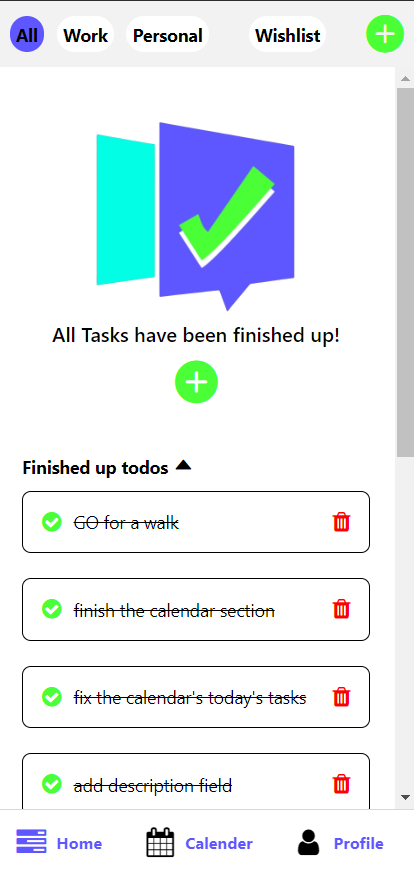 All Work Personal Wishlist
All Tasks have been finished up!
Finished up todos
GO for a walk
finish the calendar section
fix the calendar's today's tasks
add description field
Home Calender Profile